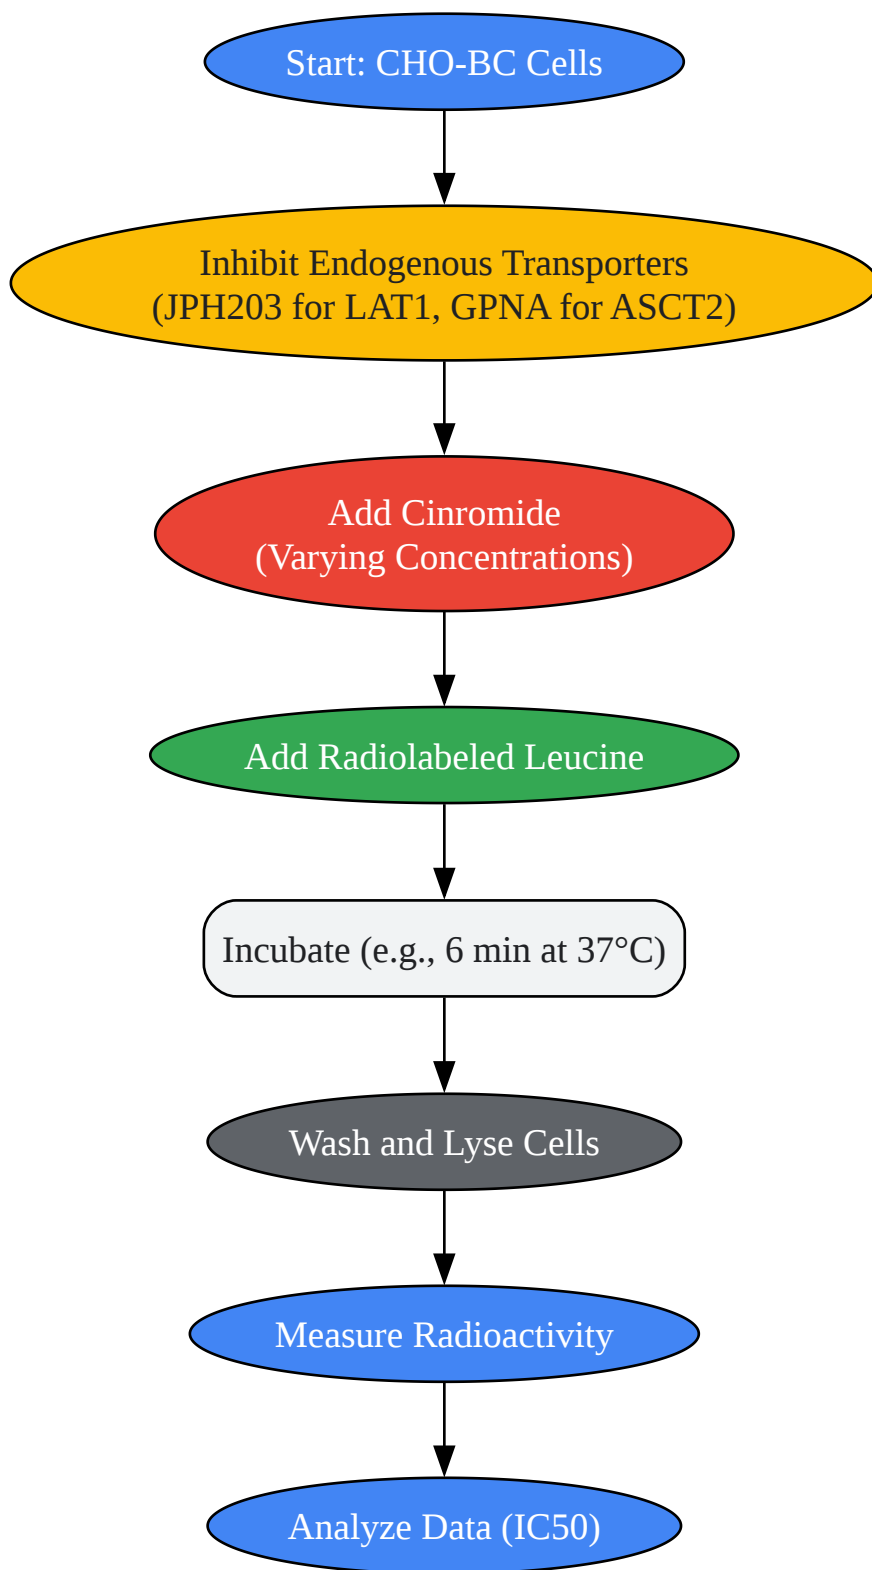 Start: CHO-BC Cells
Inhibit Endogenous Transporters
(JPH203 for LAT1, GPNA for ASCT2)
Add Cinromide
(Varying Concentrations)
Add Radiolabeled Leucine
Incubate (e.g., 6 min at 37°C)
Wash and Lyse Cells
Measure Radioactivity
Analyze Data (IC50)